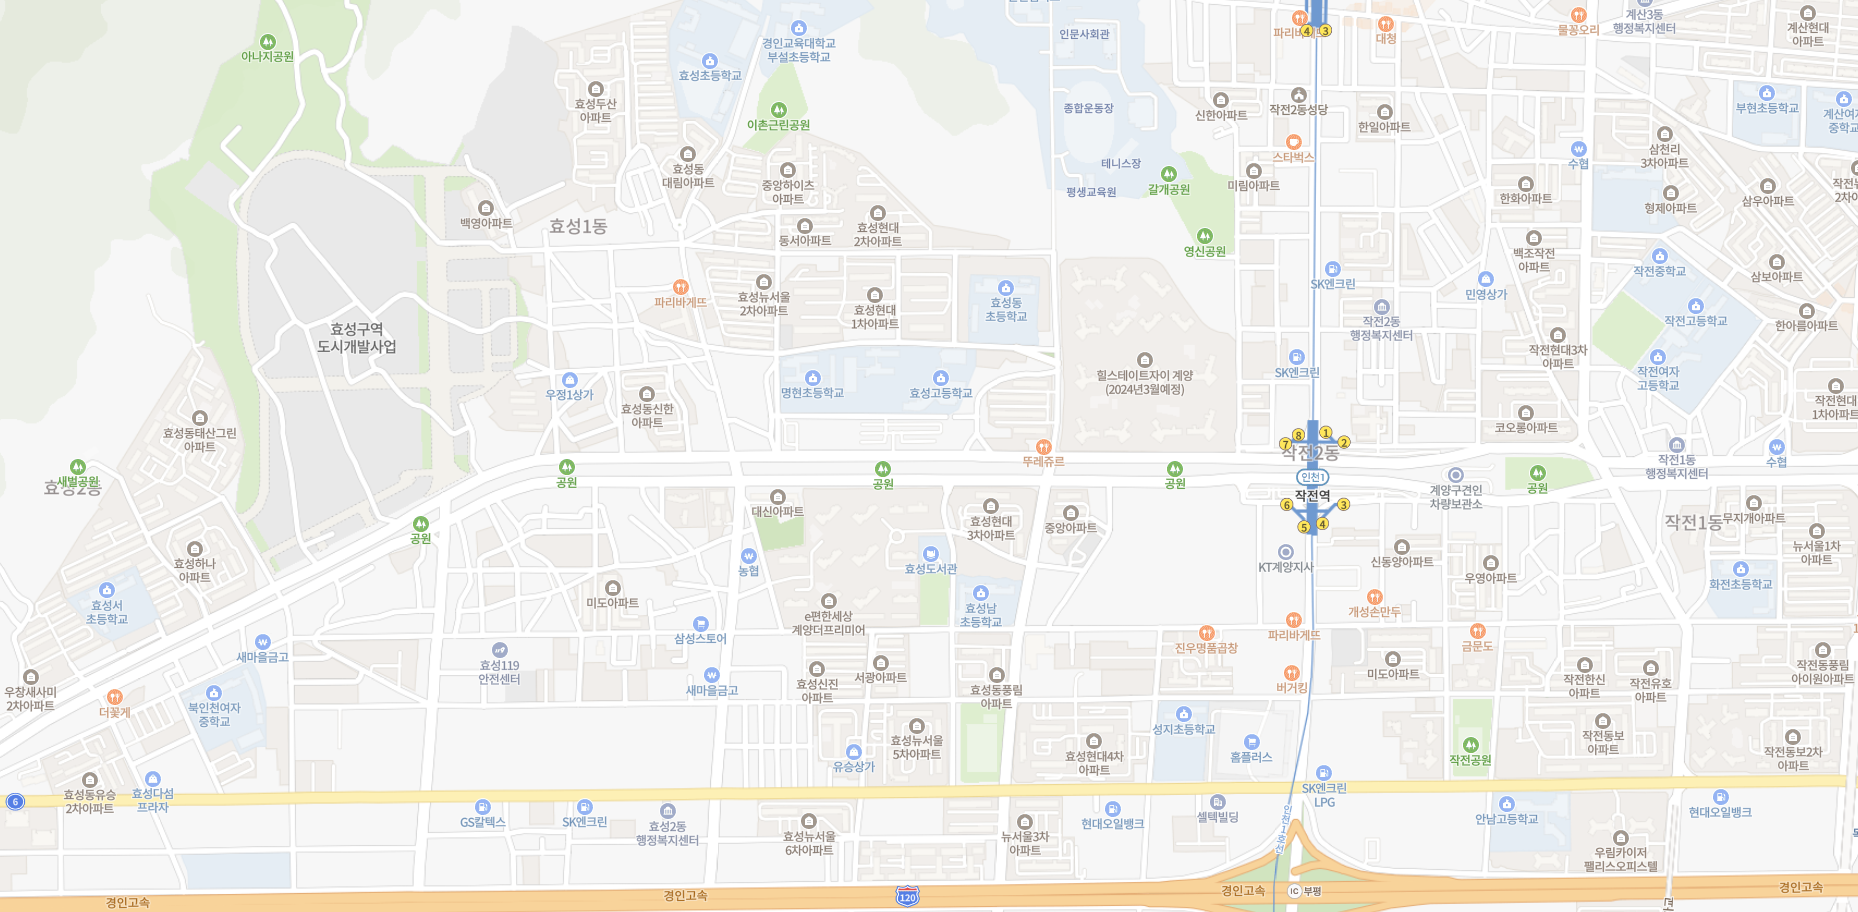 아나지공원
경인교육대학교
부설초등학교
효성초등학교
인문사회관
4
3
대청
물꽁오리
계산3동
행정복지센터
계산현대
아파트
효성두산
아파트
이촌근린공원
종합운동장
신한아파트
작전2동성당
한일아파트
부현초등학교
스타벅스
수협
삼천리
3차아파트
효성동
대림아파트
중앙하이츠
아파트
테니스장
평생교육원
갈개공원
미림아파트
한화아파트
형제아파트
삼우아파트
백영아파트
효성1동
동서아파트
효성현대
2차아파트
영신공원
백조작전
아파트
작전중학교
삼보아파트
파리바게뜨
효성뉴서울
2차아파트
효성현대
1차아파트
효성동
초등학교
SK엔크린
민영상가
작전2동
행정복지센터
작전고등학교
한아름아파트
효성구역
도시개발사업
작전현대3차
아파트
힐스테이트자이 계양
(2024년3월예정)
SK엔크린
작전여자
고등학교
우정1상가
효성동신한
아파트
명현초등학교
효성고등학교
코오롱아파트
작전현대
1차아파트
효성동태산그린
아파트
7
8
1
2
작전2동
인천1
작전역
6
5
4
3
뚜레쥬르
작전1동
행정복지센터
수협
새벌공원
효성2동
공원
공원
공원
공원
계양구견인
차량보관소
공원
대신아파트
효성현대
3차아파트
중앙아파트
작전1동
무지개아파트
뉴서울1차
아파트
효성하나
아파트
농협
효성도서관
KT계양지사
신동양아파트
우영아파트
화전초등학교
효성서
초등학교
미도아파트
e편한세상
계양더프리미어
효성남
초등학교
개성손만두
삼성스토어
진우명품곱창
파리바게뜨
금문도
새마을금고
효성119
안전센터
새마을금고
효성신진
아파트
서광아파트
효성동풍림
아파트
버거킹
미도아파트
작전한신
아파트
작전유호
아파트
작전동풍림
아이원아파트
우창새사미
2차아파트
더꽃게
북인천여자
중학교
유승상가
효성뉴서울
5차아파트
효성현대4차
아파트
성지초등학교
홈플러스
작전공원
작전동보
아파트
작전동보2차
아파트
6
효성동유승
2차아파트
효성다섬
프라자
GS칼텍스
SK엔크린
효성2동
행정복지센터
효성뉴서울
6차아파트
뉴서울3차
아파트
현대오일뱅크
셀텍빌딩
SK엔크린
LPG
인천1호선
안남고등학교
현대오일뱅크
우림카이저
팰리스오피스텔
경인고속
경인고속
120
경인고속
IC 부평
경인고속